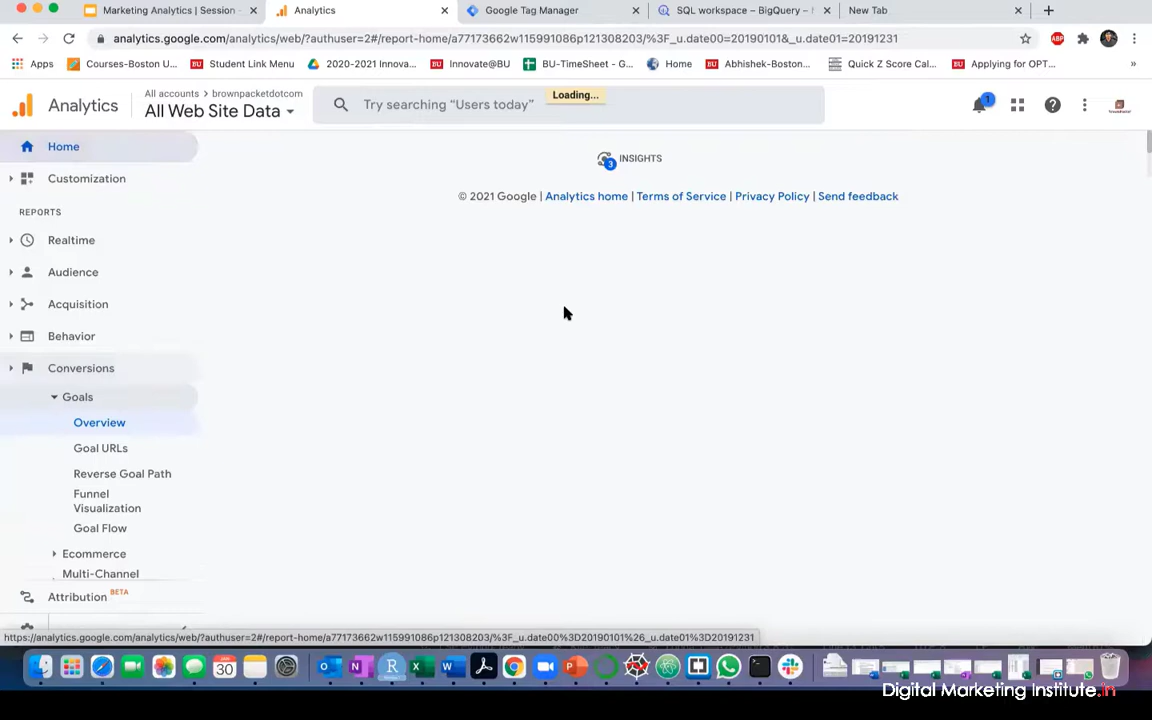 Marketing Analytics | Session
Analytics
Google Tag Manager
SQL workspace – BigQuery –
New Tab
analytics.google.com/analytics/web/?authuser=2#/report-home/a77173662w115991086p121308203/%3F_u.date00=20190101&_u.date01=20191231
ABP
Apps
Courses-Boston U...
Student Link Menu
2020-2021 Innova...
Innovate@BU
BU-TimeSheet - G...
Home
Abhishek-Boston...
Quick Z Score Cal...
Applying for OPT...
»
Analytics
All accounts > brownpacketdotcom
All Web Site Data
Try searching “Users today”
Loading...
1
Home
Customization
REPORTS
Realtime
Audience
Acquisition
Behavior
Conversions
Goals
Overview
Goal URLs
Reverse Goal Path
Funnel
Visualization
Goal Flow
Ecommerce
Multi-Channel
Attribution BETA
3 INSIGHTS
© 2021 Google | Analytics home | Terms of Service | Privacy Policy | Send feedback
https://analytics.google.com/analytics/web/?authuser=2#/report-home/a77173662w115991086p121308203/%3F_u.date00%3D20190101%26_u.date01%3D20191231
30
Digital Marketing Institute.in